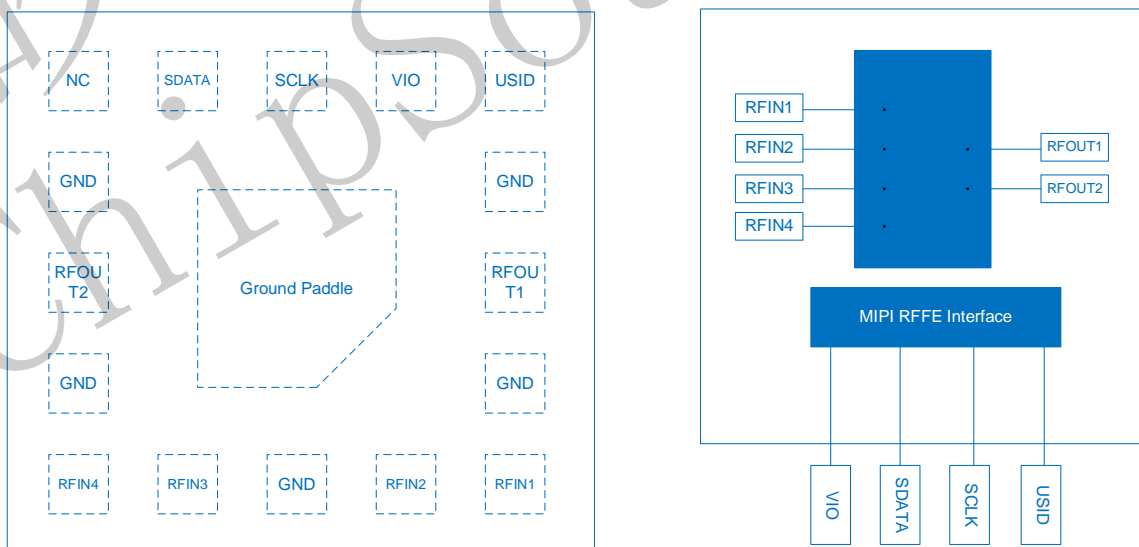 NC
SDATA
SCLK
VIO
USID
GND
GND
RFOU
T2
Ground Paddle
RFOU
T1
GND
GND
RFIN4
RFIN3
GND
RFIN2
RFIN1
RFIN1
RFIN2
RFIN3
RFIN4
RFOUT1
RFOUT2
MIPI RFFE Interface
VIO
SDATA
SCLK
USID